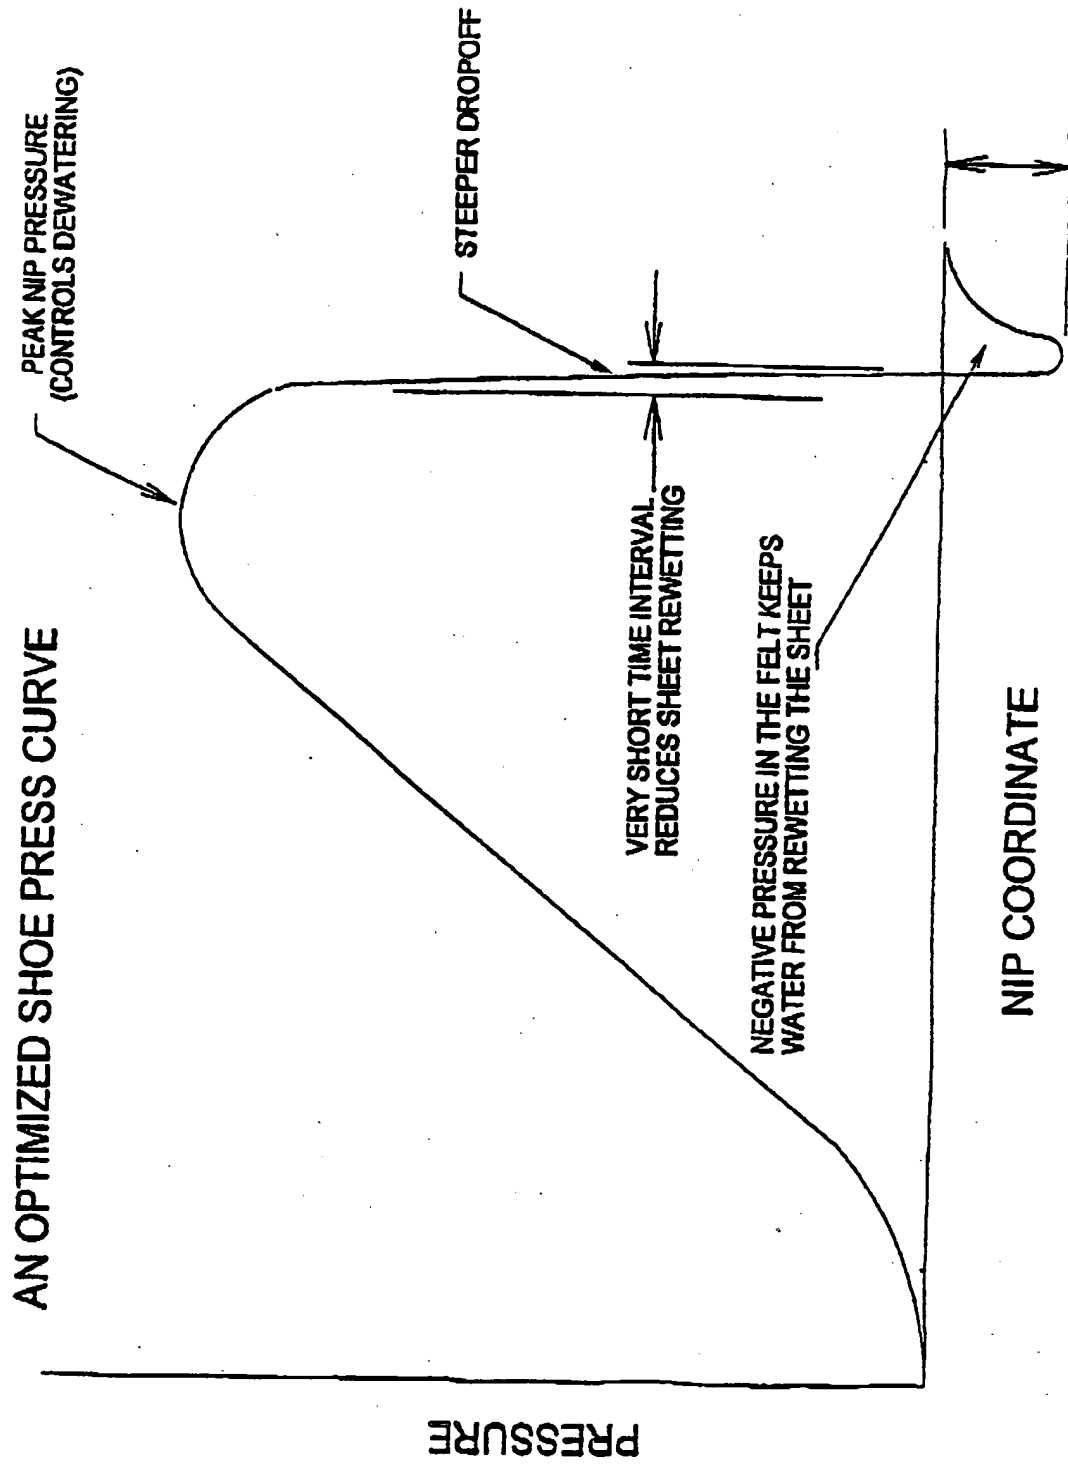 AN OPTIMIZED SHOE PRESS CURVE
PEAK NIP PRESSURE
(CONTROLS DEWATERING)
STEEPER DROPOFF
VERY SHORT TIME INTERVAL
REDUCES SHEET REWETTING
NEGATIVE PRESSURE IN THE FELT KEEPS
WATER FROM REWETTING THE SHEET
PRESSURE
NIP COORDINATE